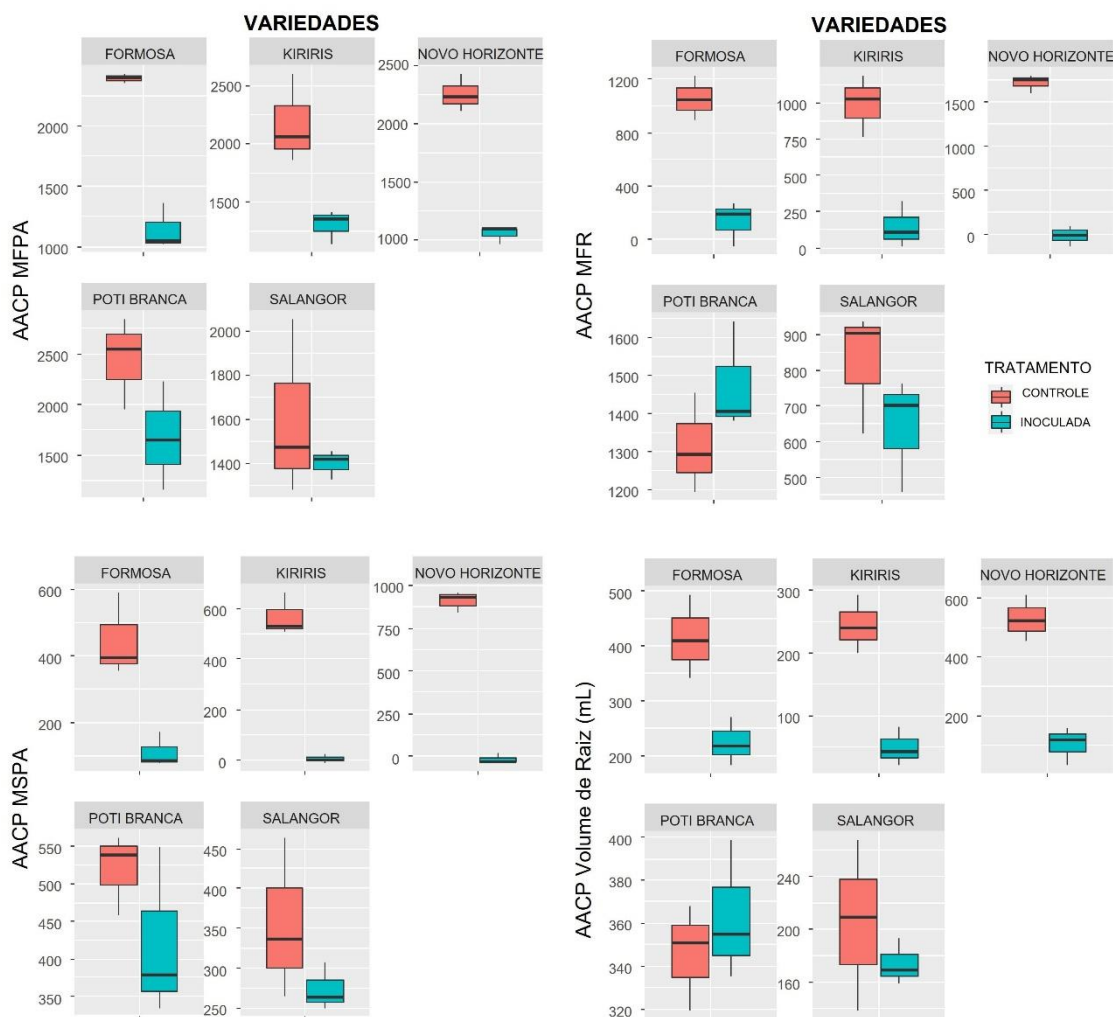 VARIEDADES
FORMOSA
KIRIRIS
NOVO HORIZONTE
2000
1500
1000
2500
2000
1500
2500
2000
1500
1000
AACP MFPA
POTI BRANCA
SALANGOR
2500
2000
1500
2000
1800
1600
1400
VARIEDADES
FORMOSA
KIRIRIS
NOVO HORIZONTE
1200
1000
800
400
0
1000
750
500
250
0
1500
1000
500
0
AACP MFR
POTI BRANCA
SALANGOR
1600
1500
1400
1300
1200
900
800
700
600
500
TRATAMENTO
CONTROLE
INOCULADA
FORMOSA
KIRIRIS
NOVO HORIZONTE
600
400
200
600
400
200
0
1000
750
500
250
0
AACP MSPA
POTI BRANCA
SALANGOR
550
500
450
400
350
450
400
350
300
250
FORMOSA
KIRIRIS
NOVO HORIZONTE
500
400
300
200
300
200
100
600
400
200
AACP Volume de Raiz (mL)
POTI BRANCA
SALANGOR
400
380
360
340
320
240
200
160